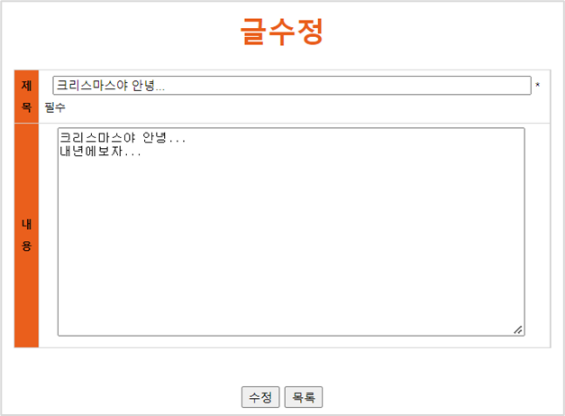 글수정
제목
크리스마스야 안녕... *
필수
내용
크리스마스야 안녕...
내년에보자...
수정 목록